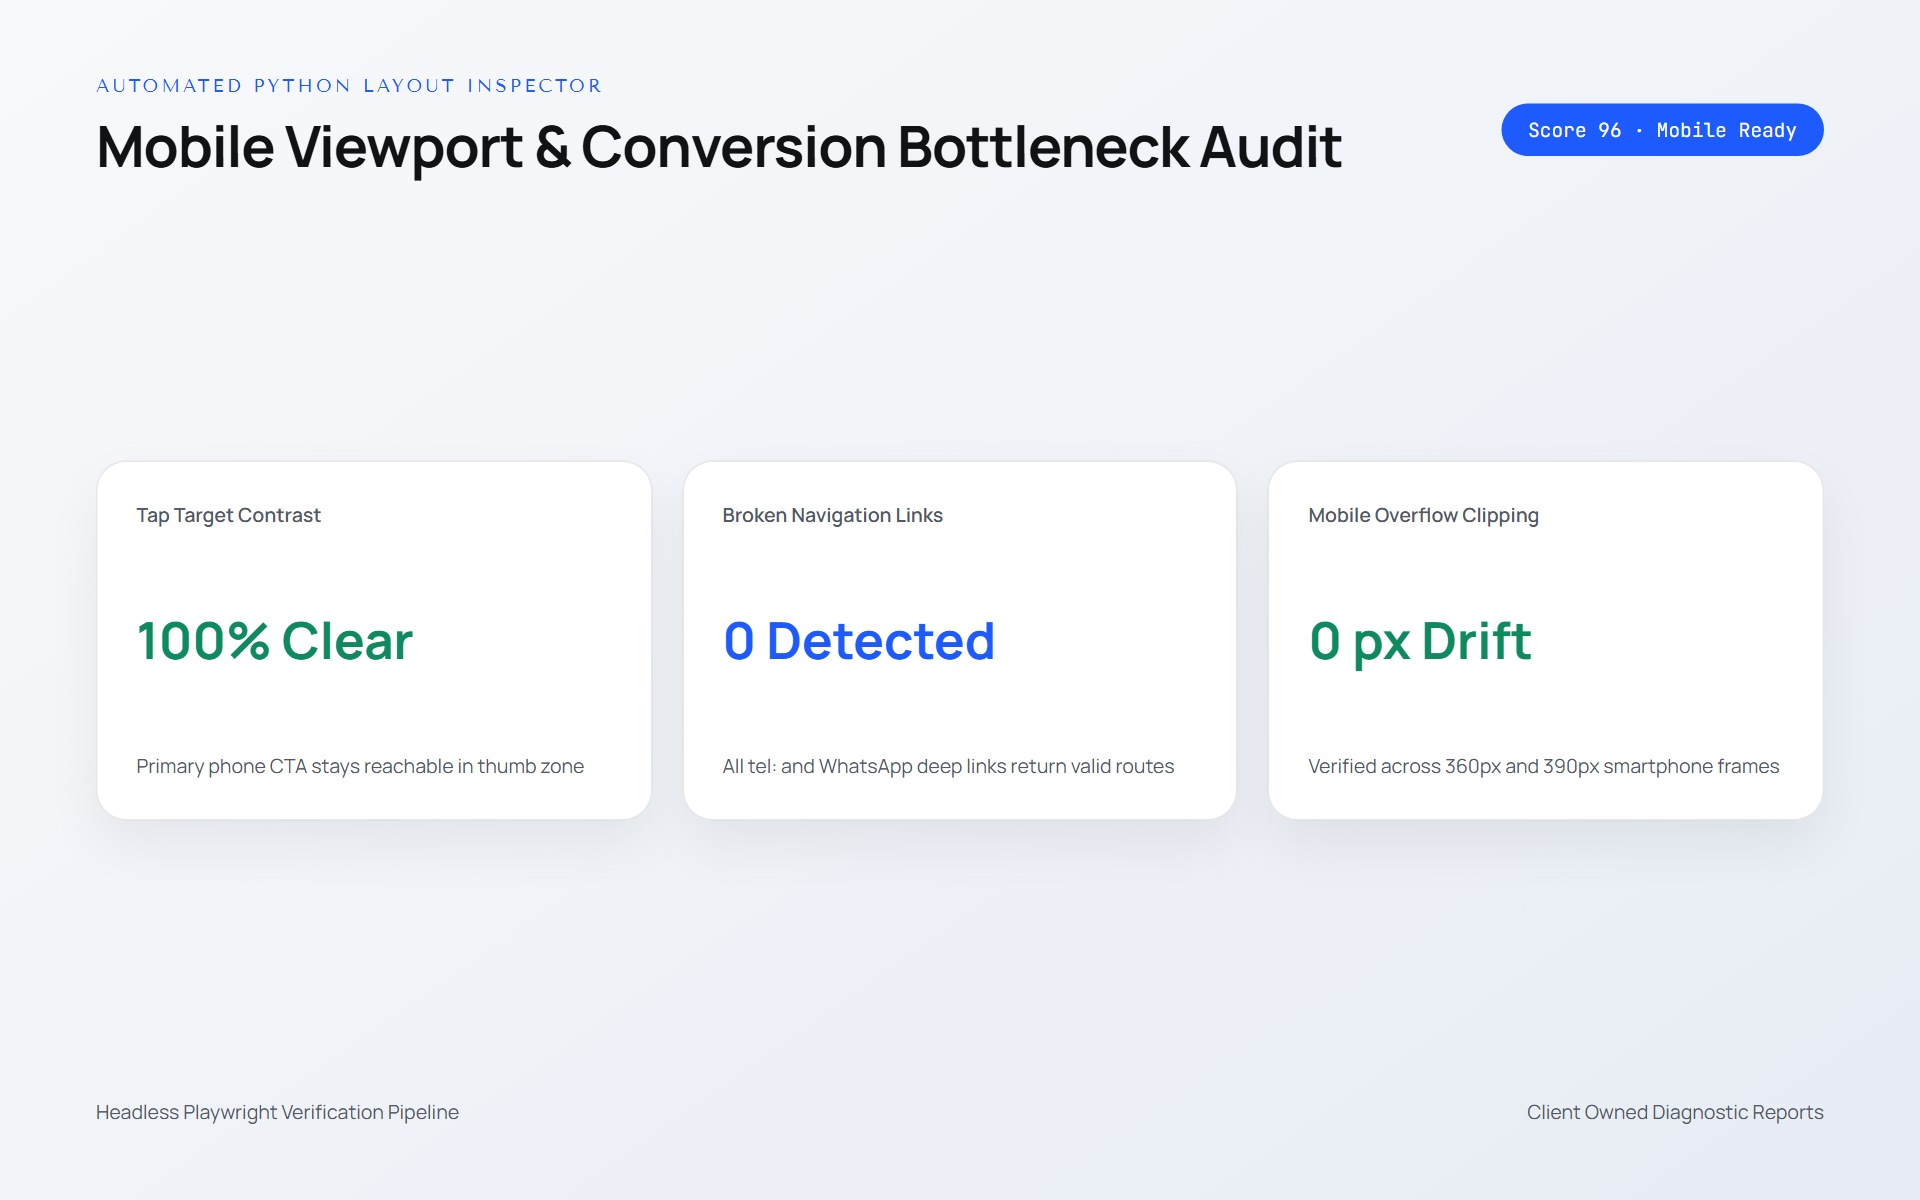 AUTOMATED PYTHON LAYOUT INSPECTOR
Mobile Viewport & Conversion Bottleneck Audit
Score 96 · Mobile Ready
Tap Target Contrast
100% Clear
Primary phone CTA stays reachable in thumb zone
Broken Navigation Links
0 Detected
All tel: and WhatsApp deep links return valid routes
Mobile Overflow Clipping
0 px Drift
Verified across 360px and 390px smartphone frames
Headless Playwright Verification Pipeline
Client Owned Diagnostic Reports